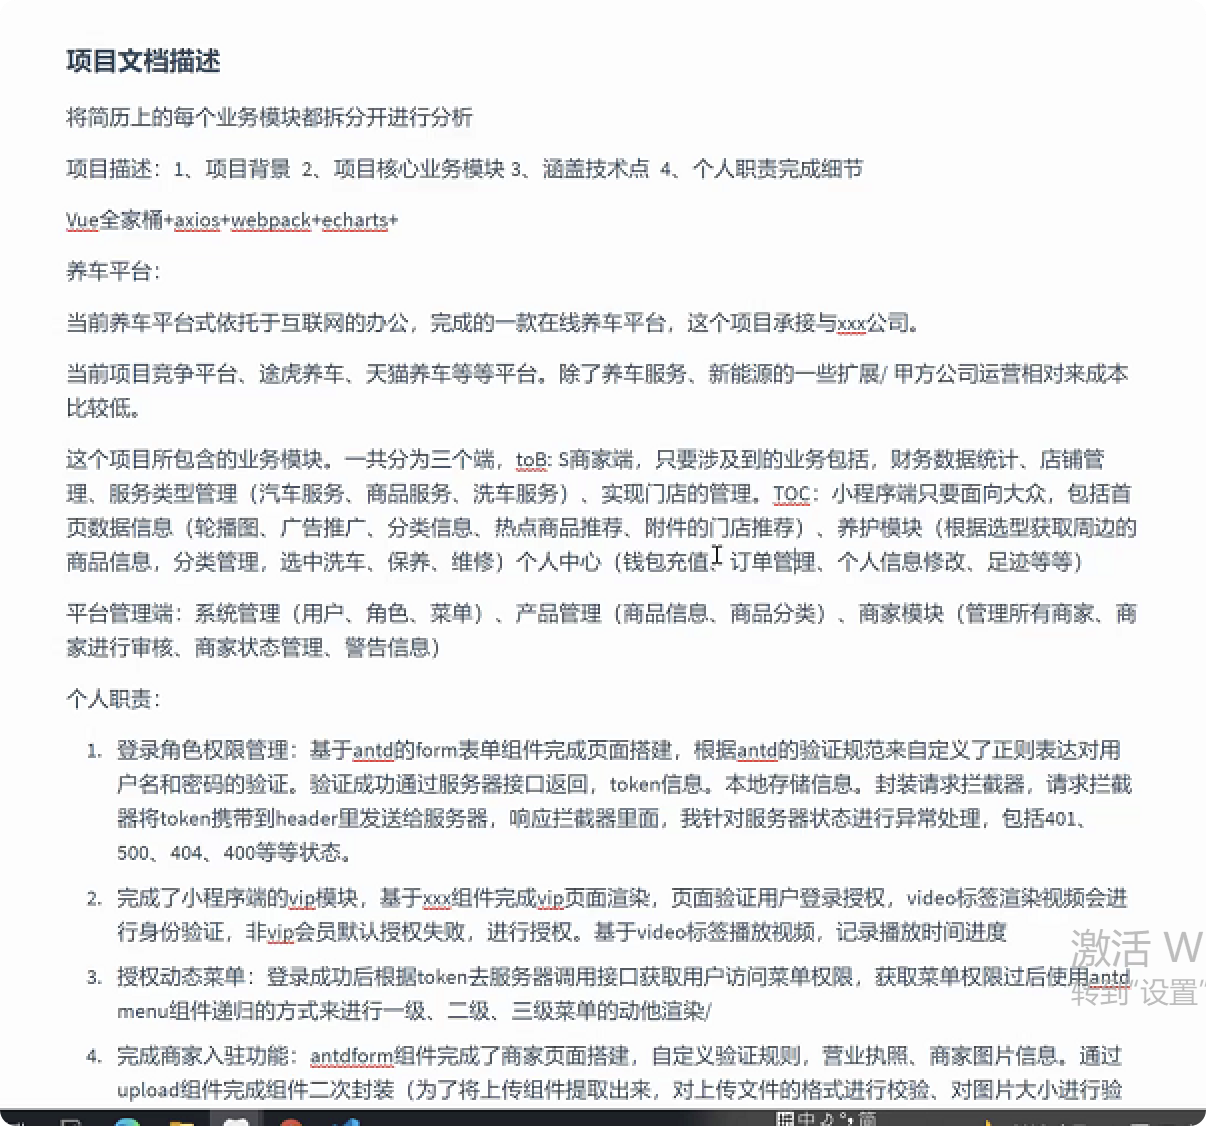 项目文档描述
将简历上的每个业务模块都拆分开进行分析
项目描述：1、项目背景 2、项目核心业务模块 3、涵盖技术点 4、个人职责完成细节
Vue全家桶+axios+webpack+echarts+
养车平台：
当前养车平台式依托于互联网的办公，完成的一款在线养车平台，这个项目承接与xxx公司。
当前项目竞争平台、途虎养车、天猫养车等等平台。除了养车服务、新能源的一些扩展/ 甲方公司运营相对来成本
比较低。
这个项目所包含的业务模块。一共分为三个端，toB: S商家端，只要涉及到的业务包括，财务数据统计、店铺管
理、服务类型管理（汽车服务、商品服务、洗车服务）、实现门店的管理。TOC：小程序端只要面向大众，包括首
页数据信息（轮播图、广告推广、分类信息、热点商品推荐、附件的门店推荐）、养护模块（根据选型获取周边的
商品信息，分类管理，选中洗车、保养、维修）个人中心（钱包充值、订单管理、个人信息修改、足迹等等）
平台管理端：系统管理（用户、角色、菜单）、产品管理（商品信息、商品分类）、商家模块（管理所有商家、商
家进行审核、商家状态管理、警告信息）
个人职责：
1. 登录角色权限管理：基于antd的form表单组件完成页面搭建，根据antd的验证规范来自定义了正则表达对用
户名和密码的验证。验证成功通过服务器接口返回，token信息。本地存储信息。封装请求拦截器，请求拦截
器将token携带到header里发送给服务器，响应拦截器里面，我针对服务器状态进行异常处理，包括401、
500、404、400等等状态。
2. 完成了小程序端的vip模块，基于xxx组件完成vip页面渲染，页面验证用户登录授权，video标签渲染视频会进
行身份验证，非vip会员默认授权失败，进行授权。基于video标签播放视频，记录播放时间进度
3. 授权动态菜单：登录成功后根据token去服务器调用接口获取用户访问菜单权限，获取菜单权限过后使用antd
menu组件递归的方式来进行一级、二级、三级菜单的动他渲染/
4. 完成商家入驻功能：antdform组件完成了商家页面搭建，自定义验证规则，营业执照、商家图片信息。通过
upload组件完成组件二次封装（为了将上传组件提取出来，对上传文件的格式进行校验、对图片大小进行验
激活 W
转到“设置”
中
简